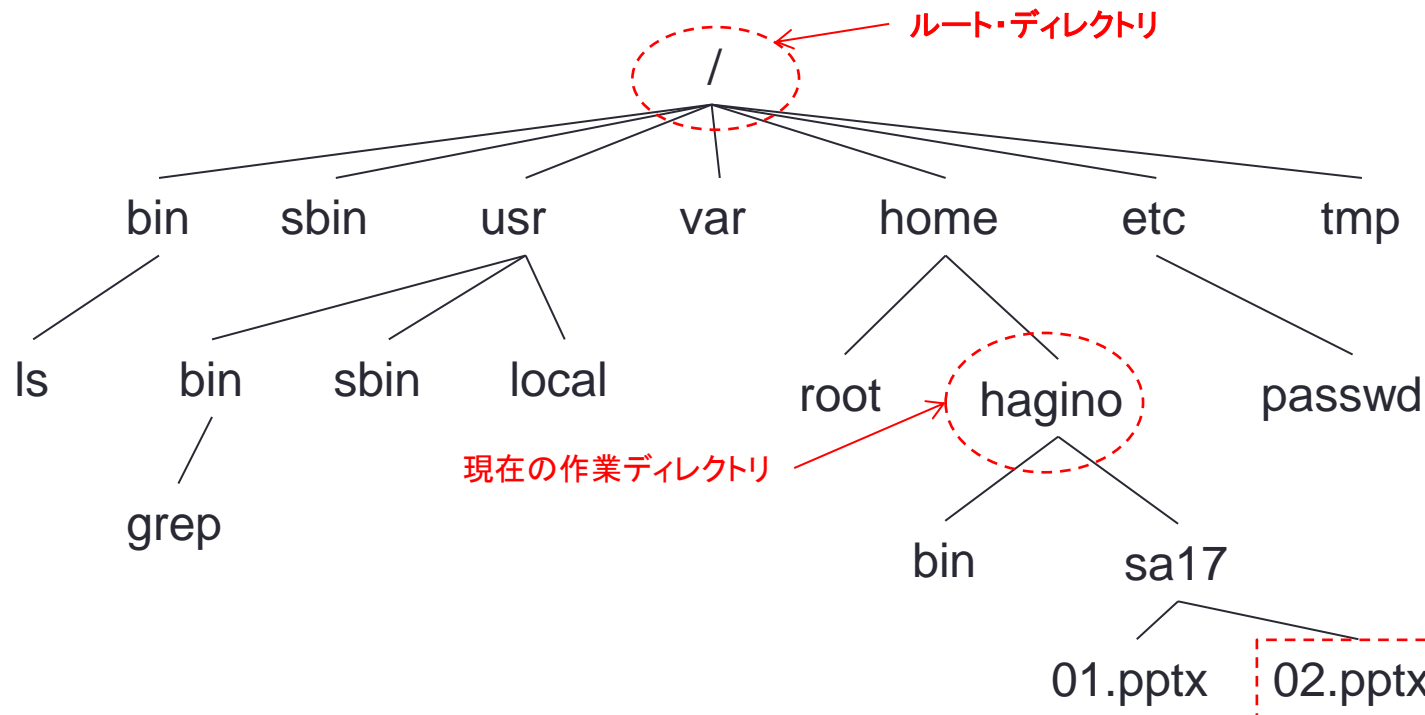 ルート・ディレクトリ
/
bin sbin usr var home etc tmp
ls bin sbin local root hagino passwd
現在の作業ディレクトリ
grep bin sa17
01.pptx 02.pptx